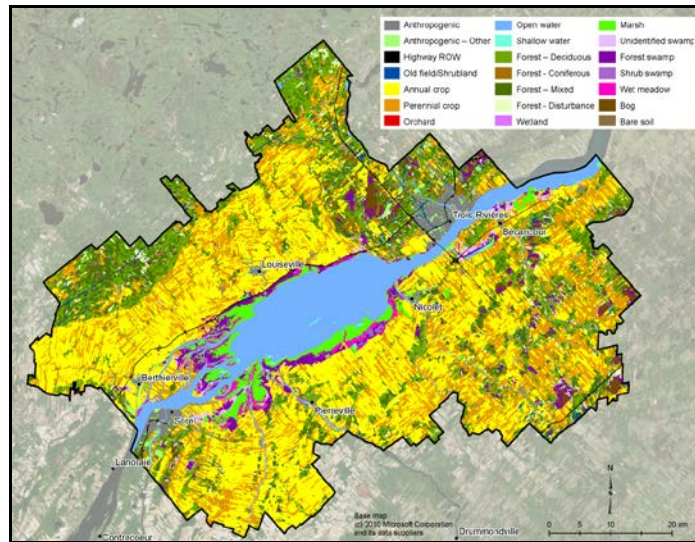 Anthropogenic
Anthropogenic – Other
Highway ROW
Old field/Shrubland
Annual crop
Perennial crop
Orchard
Open water
Shallow water
Forest – Deciduous
Forest - Coniferous
Forest – Mixed
Forest - Disturbance
Wetland
Marsh
Unidentified swamp
Forest swamp
Shrub swamp
Wet meadow
Bog
Bare soil
Trois-Rivières
Bécancour
Louiseville
Nicolet
Berthierville
Pierreville
Sorel
Lanoraie
Contrecoeur
Drummondville
N
Base map:
(c) 2010 Microsoft Corporation
and its data suppliers
0 5 10 20 km